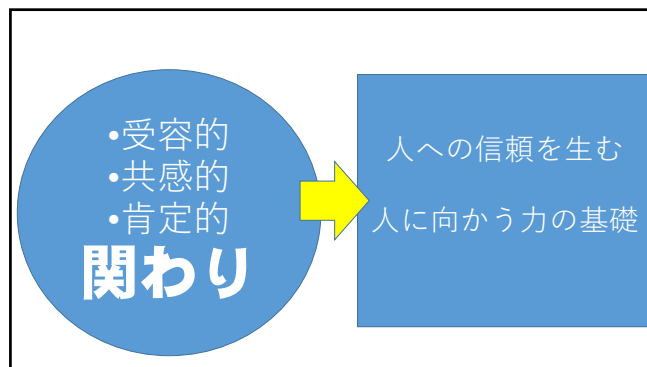 •受容的
•共感的
•肯定的
関わり
人への信頼を生む
人に向かう力の基礎